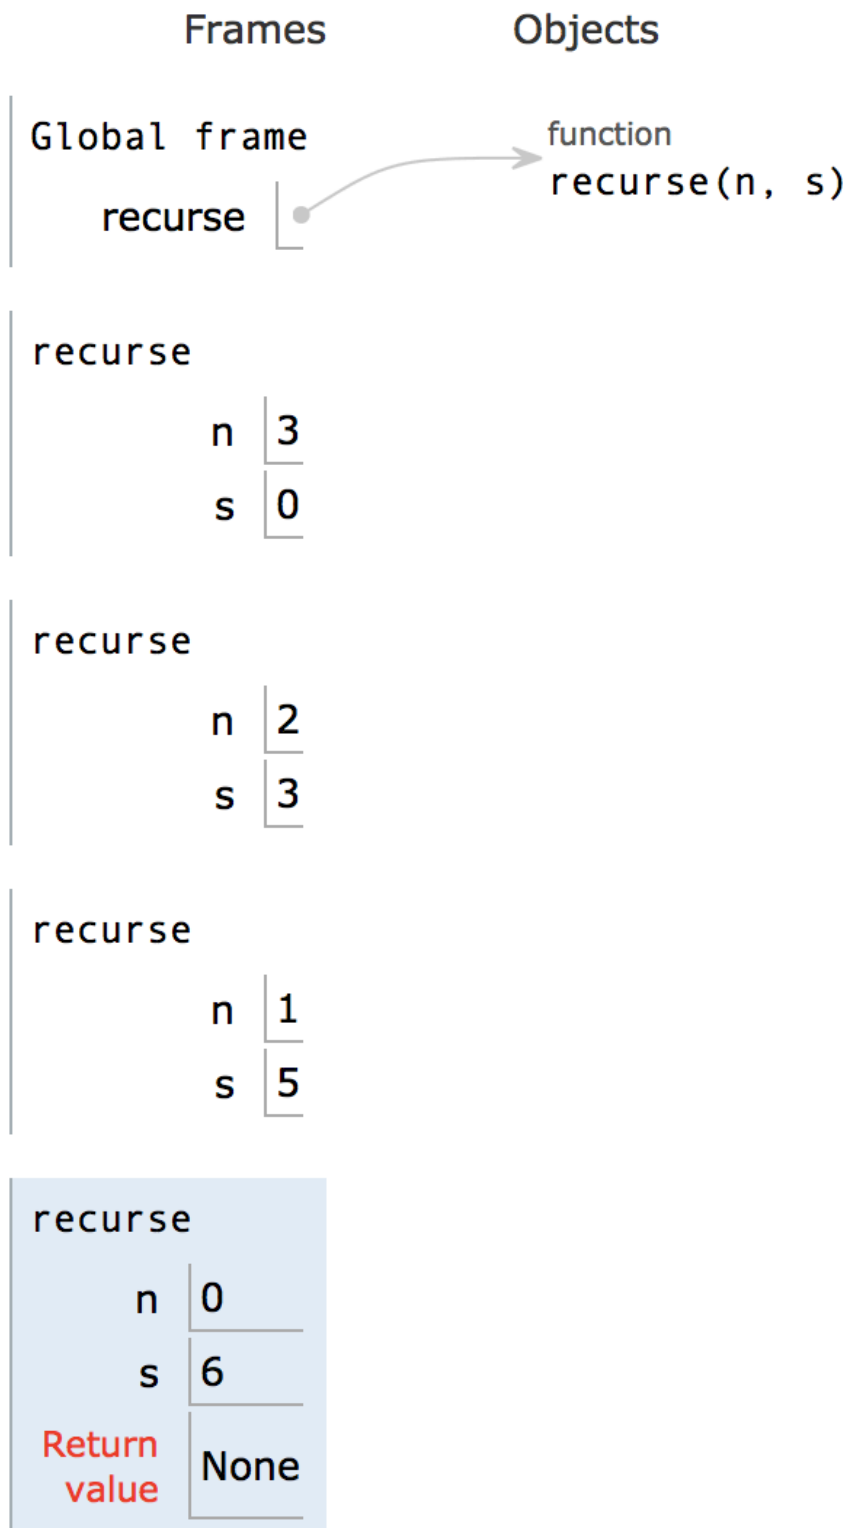 Frames Objects
Global frame
function
recurse(n, s)
recurse
recurse
n 3
s 0
recurse
n 2
s 3
recurse
n 1
s 5
recurse
n 0
s 6
Return
value None